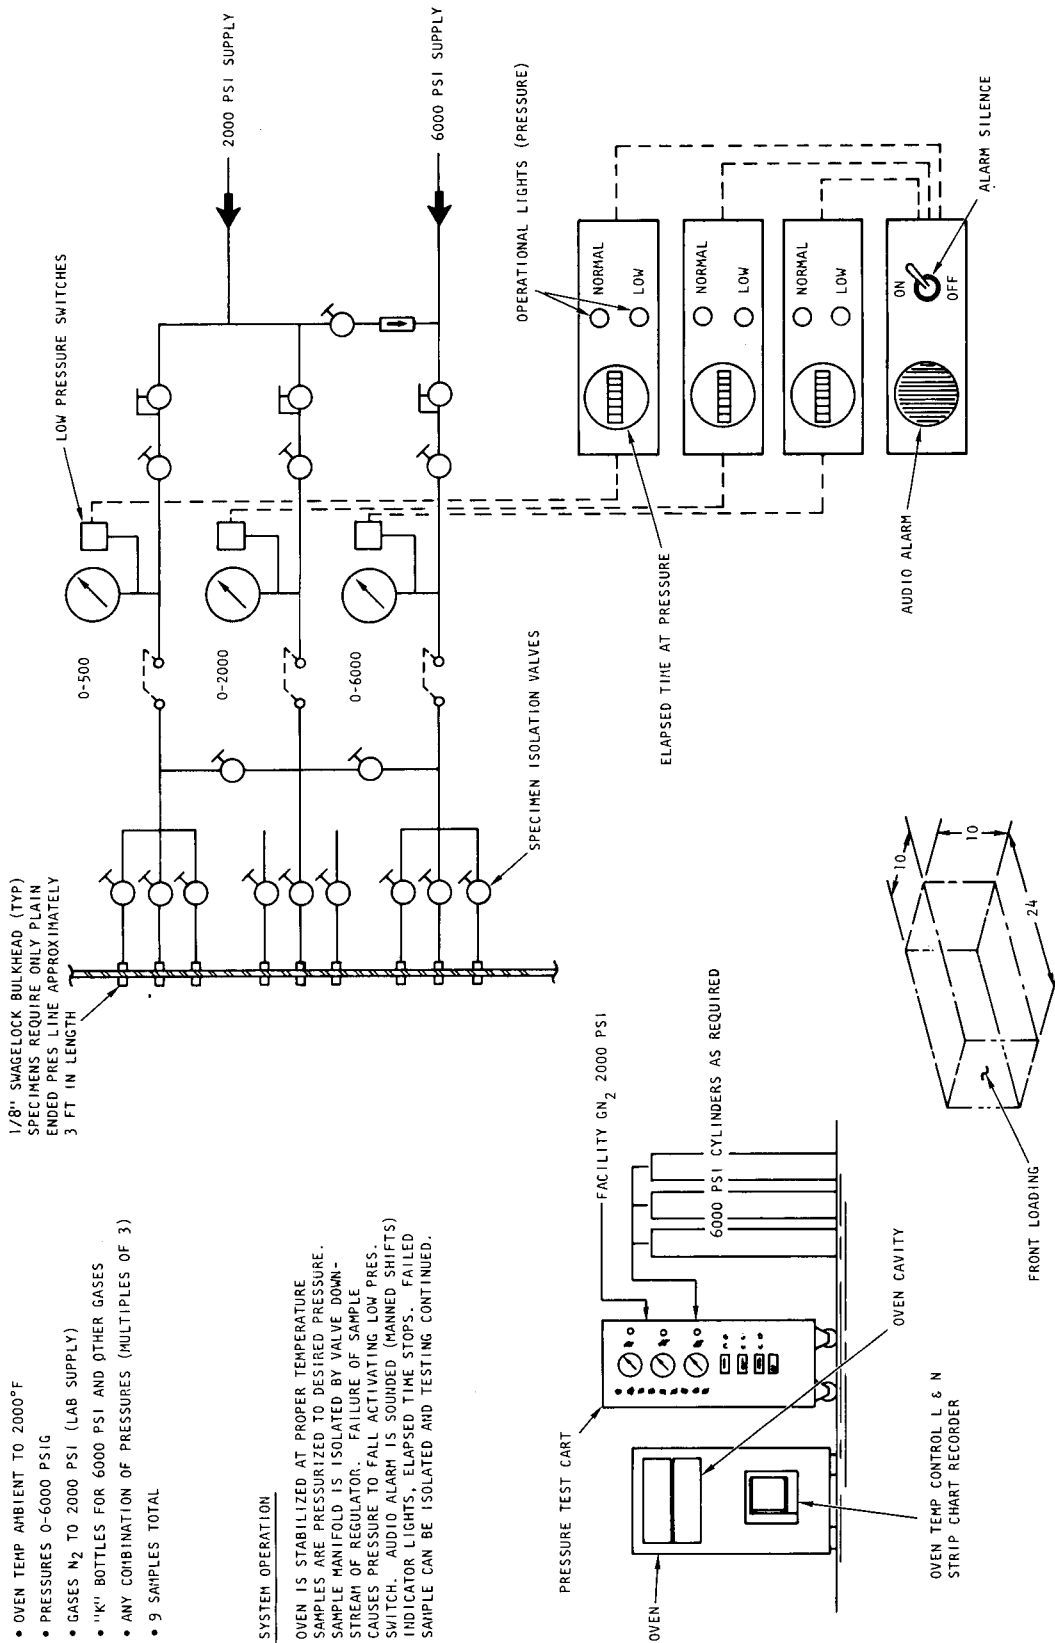 • OVEN TEMP AMBIENT TO 2000°F
• PRESSURES 0-6000 PSIG
• GASES N2 TO 2000 PSI (LAB SUPPLY)
• "K" BOTTLES FOR 6000 PSI AND OTHER GASES
• ANY COMBINATION OF PRESSURES (MULTIPLES OF 3)
• 9 SAMPLES TOTAL
SYSTEM OPERATION
OVEN IS STABILIZED AT PROPER TEMPERATURE
SAMPLES ARE PRESSURIZED TO DESIRED PRESSURE.
SAMPLE MANIFOLD IS ISOLATED BY VALVE DOWN-
STREAM OF REGULATOR. FAILURE OF SAMPLE
CAUSES PRESSURE TO FALL ACTIVATING LOW PRES.
SWITCH. AUDIO ALARM IS SOUNDED (MANNED SHIFTS)
INDICATOR LIGHTS, ELAPSED TIME STOPS. FAILED
SAMPLE CAN BE ISOLATED AND TESTING CONTINUED.
1/8" SWAGELOCK BULKHEAD (TYP)
SPECIMENS REQUIRE ONLY PLAIN
ENDED PRES LINE APPROXIMATELY
3 FT IN LENGTH
0-500
0-2000
0-6000
LOW PRESSURE SWITCHES
2000 PSI SUPPLY
6000 PSI SUPPLY
SPECIMEN ISOLATION VALVES
OPERATIONAL LIGHTS (PRESSURE)
NORMAL
LOW
NORMAL
LOW
NORMAL
LOW
ON
OFF
ELAPSED TIME AT PRESSURE
AUDIO ALARM
ALARM SILENCE
PRESSURE TEST CART
FACILITY GN2 2000 PSI
6000 PSI CYLINDERS AS REQUIRED
OVEN
OVEN CAVITY
OVEN TEMP CONTROL L & N
STRIP CHART RECORDER
FRONT LOADING
10
10
24